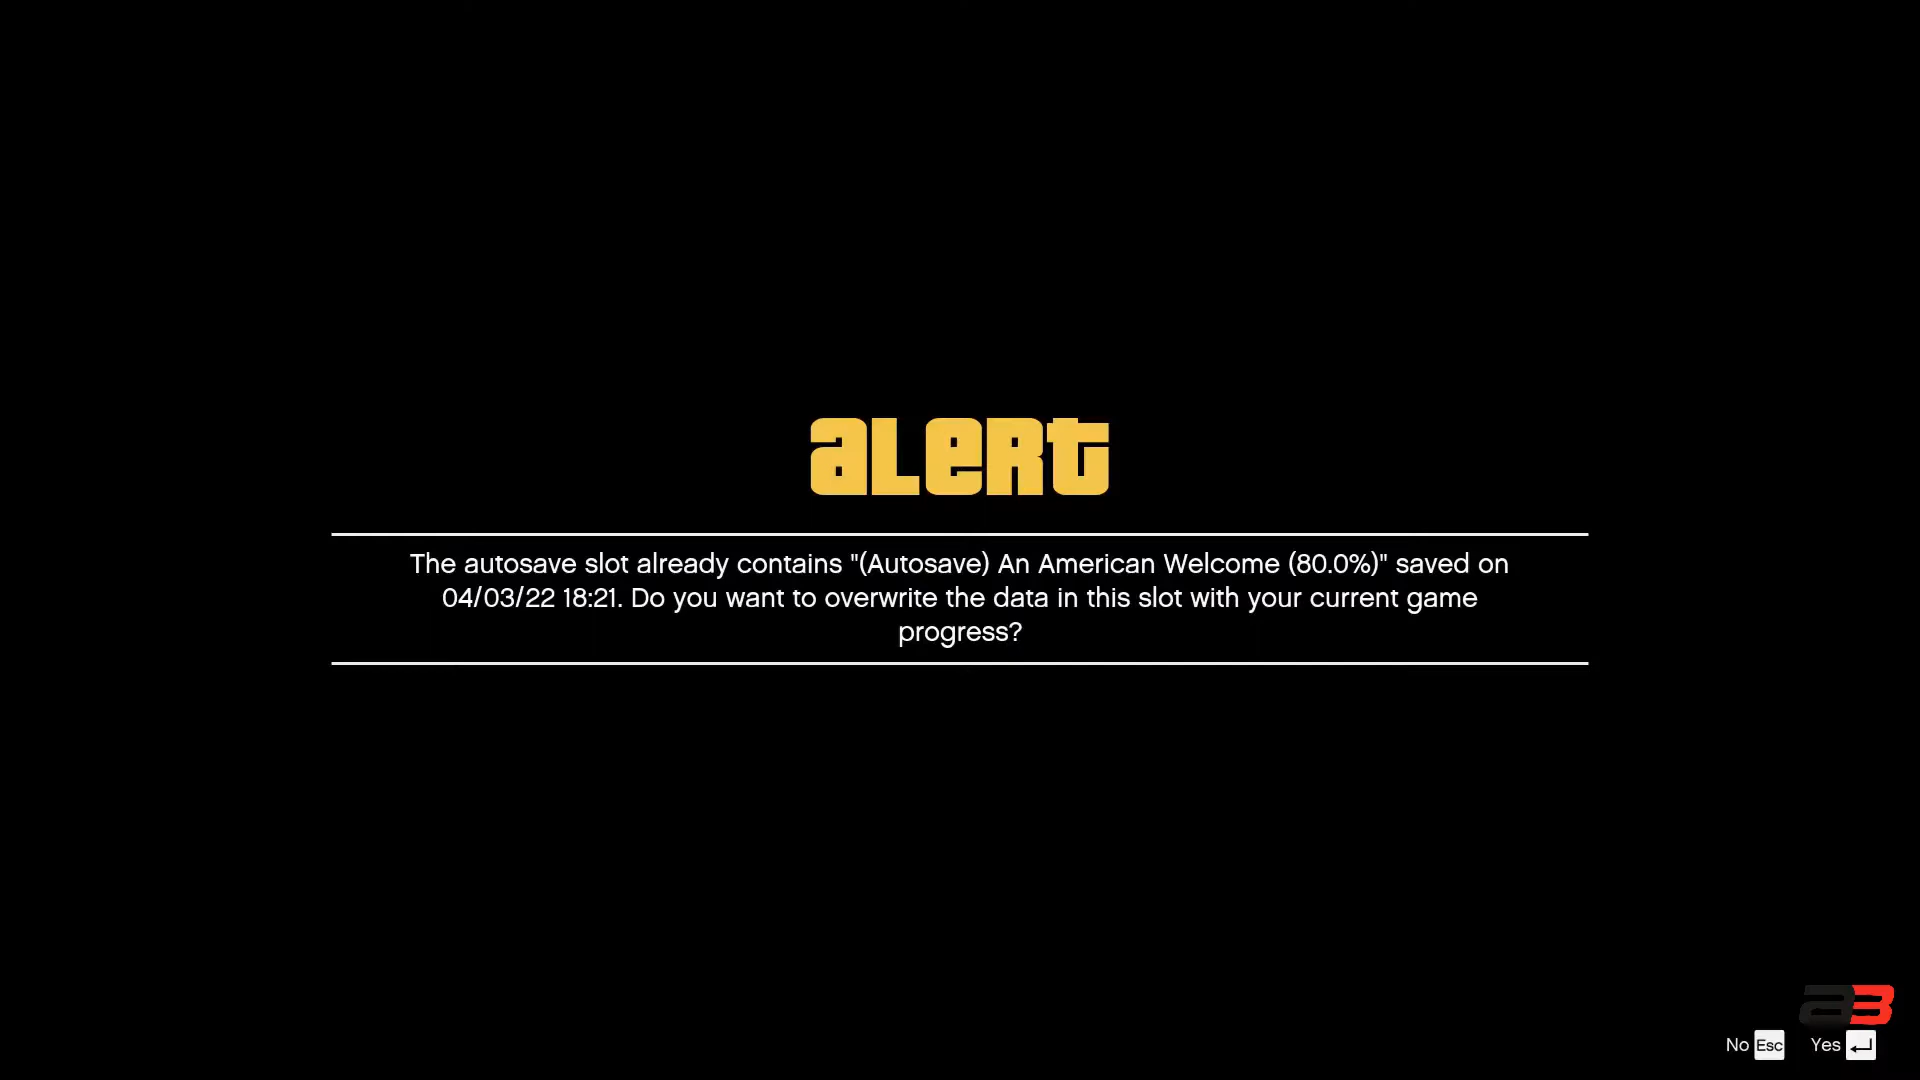 aLeRt
The autosave slot already contains "(Autosave) An American Welcome (80.0%)" saved on
04/03/22 18:21. Do you want to overwrite the data in this slot with your current game
progress?
a3
No Esc Yes